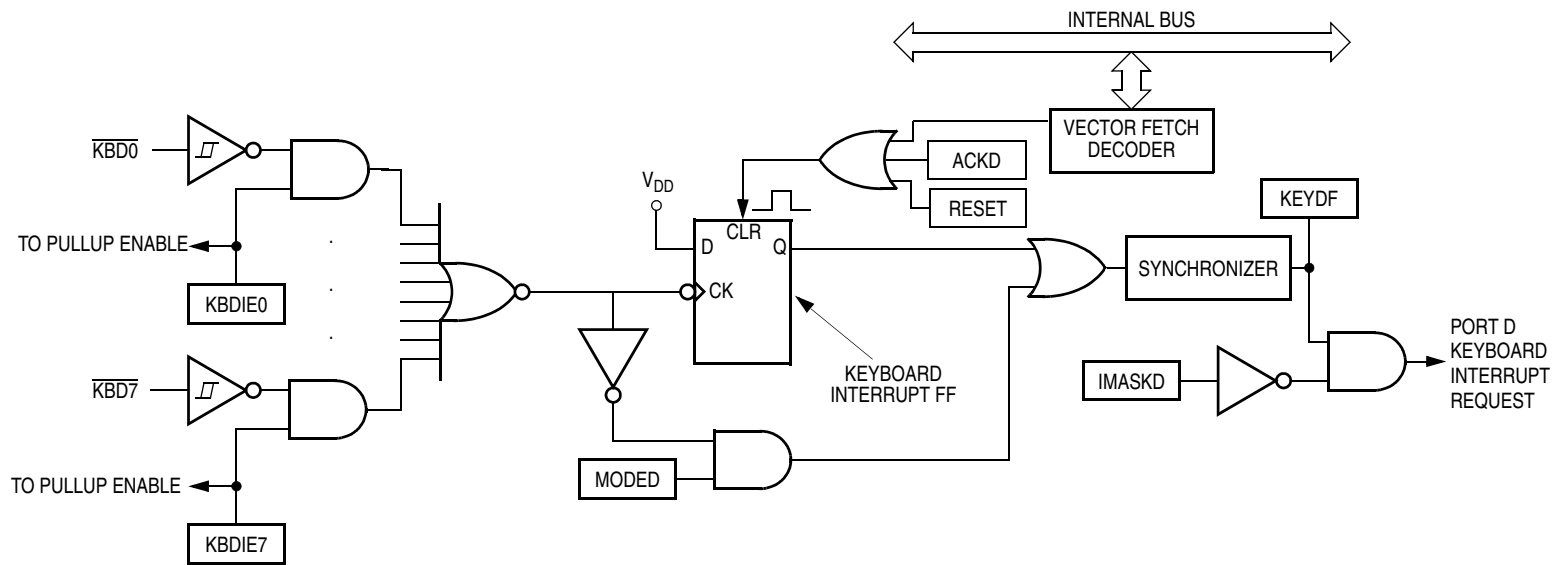 INTERNAL BUS
VECTOR FETCH
DECODER
ACKD
RESET
KBD0
TO PULLUP ENABLE
KBDIE0
.
.
.
KBD7
TO PULLUP ENABLE
KBDIE7
VDD
CLR
D
Q
CK
KEYBOARD
INTERRUPT FF
MODED
SYNCHRONIZER
KEYDF
IMASKD
PORT D
KEYBOARD
INTERRUPT
REQUEST